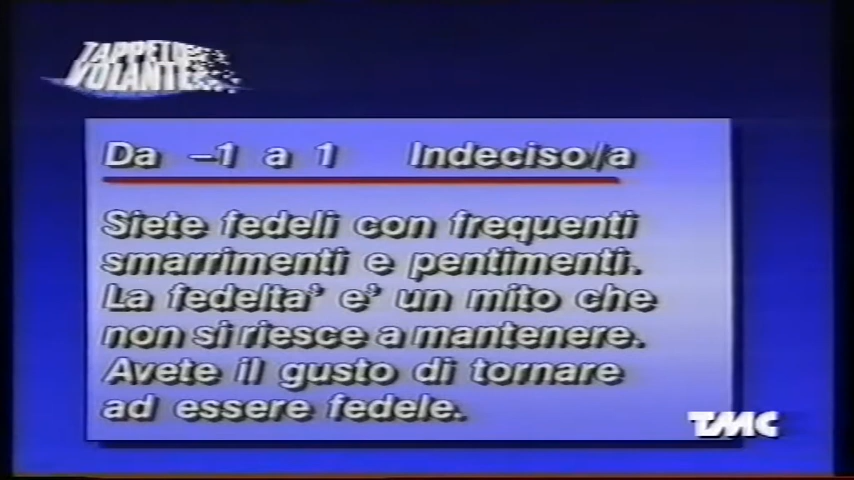 TAPPETO
VOLANTE
Da -1 a 1 Indeciso/a
Siete fedeli con frequenti
smarrimenti e pentimenti.
La fedelta' e' un mito che
non si riesce a mantenere.
Avete il gusto di tornare
ad essere fedele.
TMC